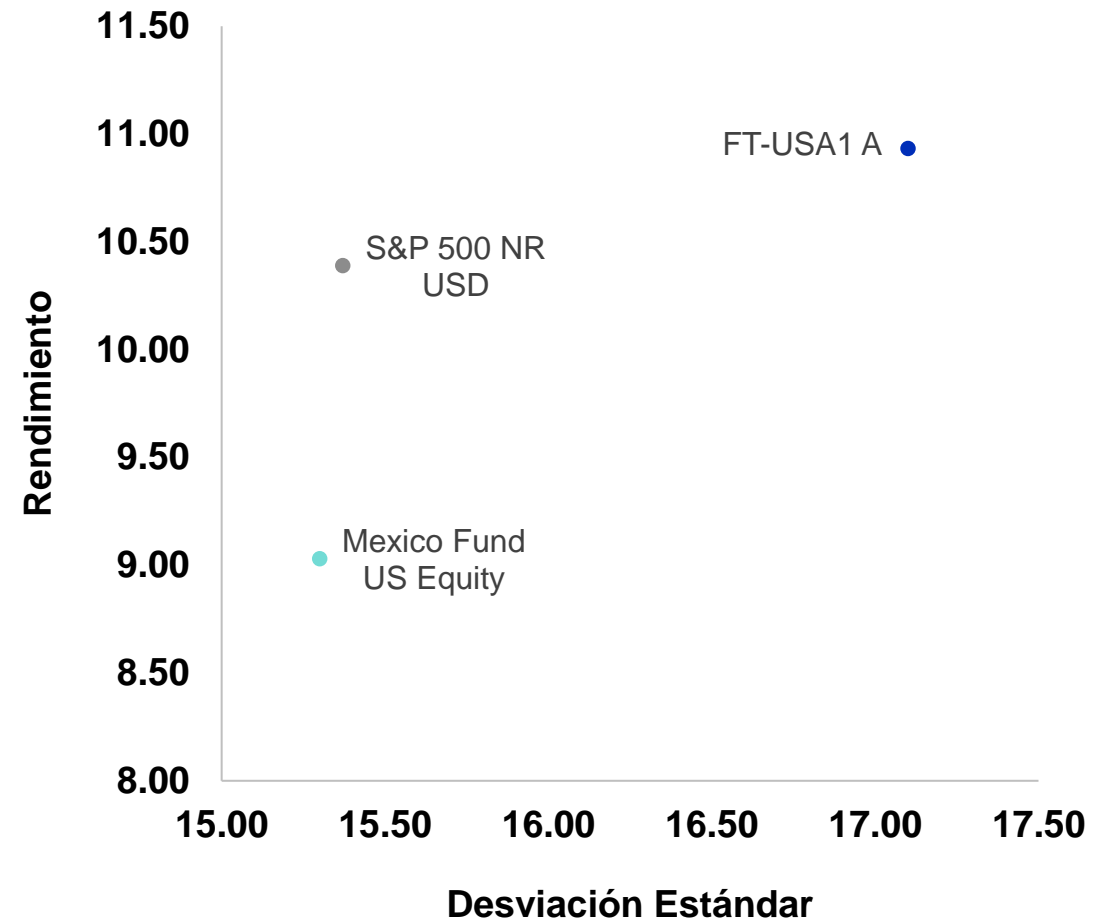 11.50
11.00
10.50
10.00
9.50
9.00
8.50
8.00
Rendimiento
FT-USA1 A
S&P 500 NR
USD
Mexico Fund
US Equity
15.00 15.50 16.00 16.50 17.00 17.50
Desviación Estándar